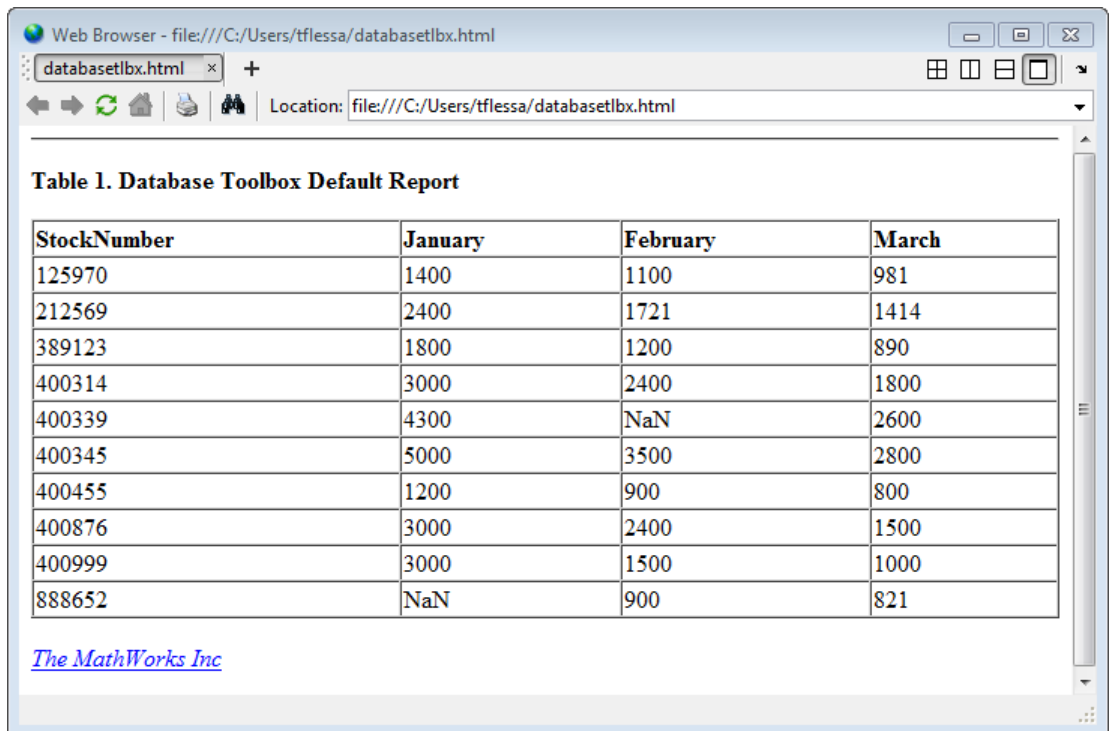 Web Browser - file:///C:/Users/tflessa/databasetlbx.html
databasetlbx.html
Location: file:///C:/Users/tflessa/databasetlbx.html
Table 1. Database Toolbox Default Report
StockNumber January February March
125970 1400 1100 981
212569 2400 1721 1414
389123 1800 1200 890
400314 3000 2400 1800
400339 4300 NaN 2600
400345 5000 3500 2800
400455 1200 900 800
400876 3000 2400 1500
400999 3000 1500 1000
888652 NaN 900 821
The MathWorks Inc